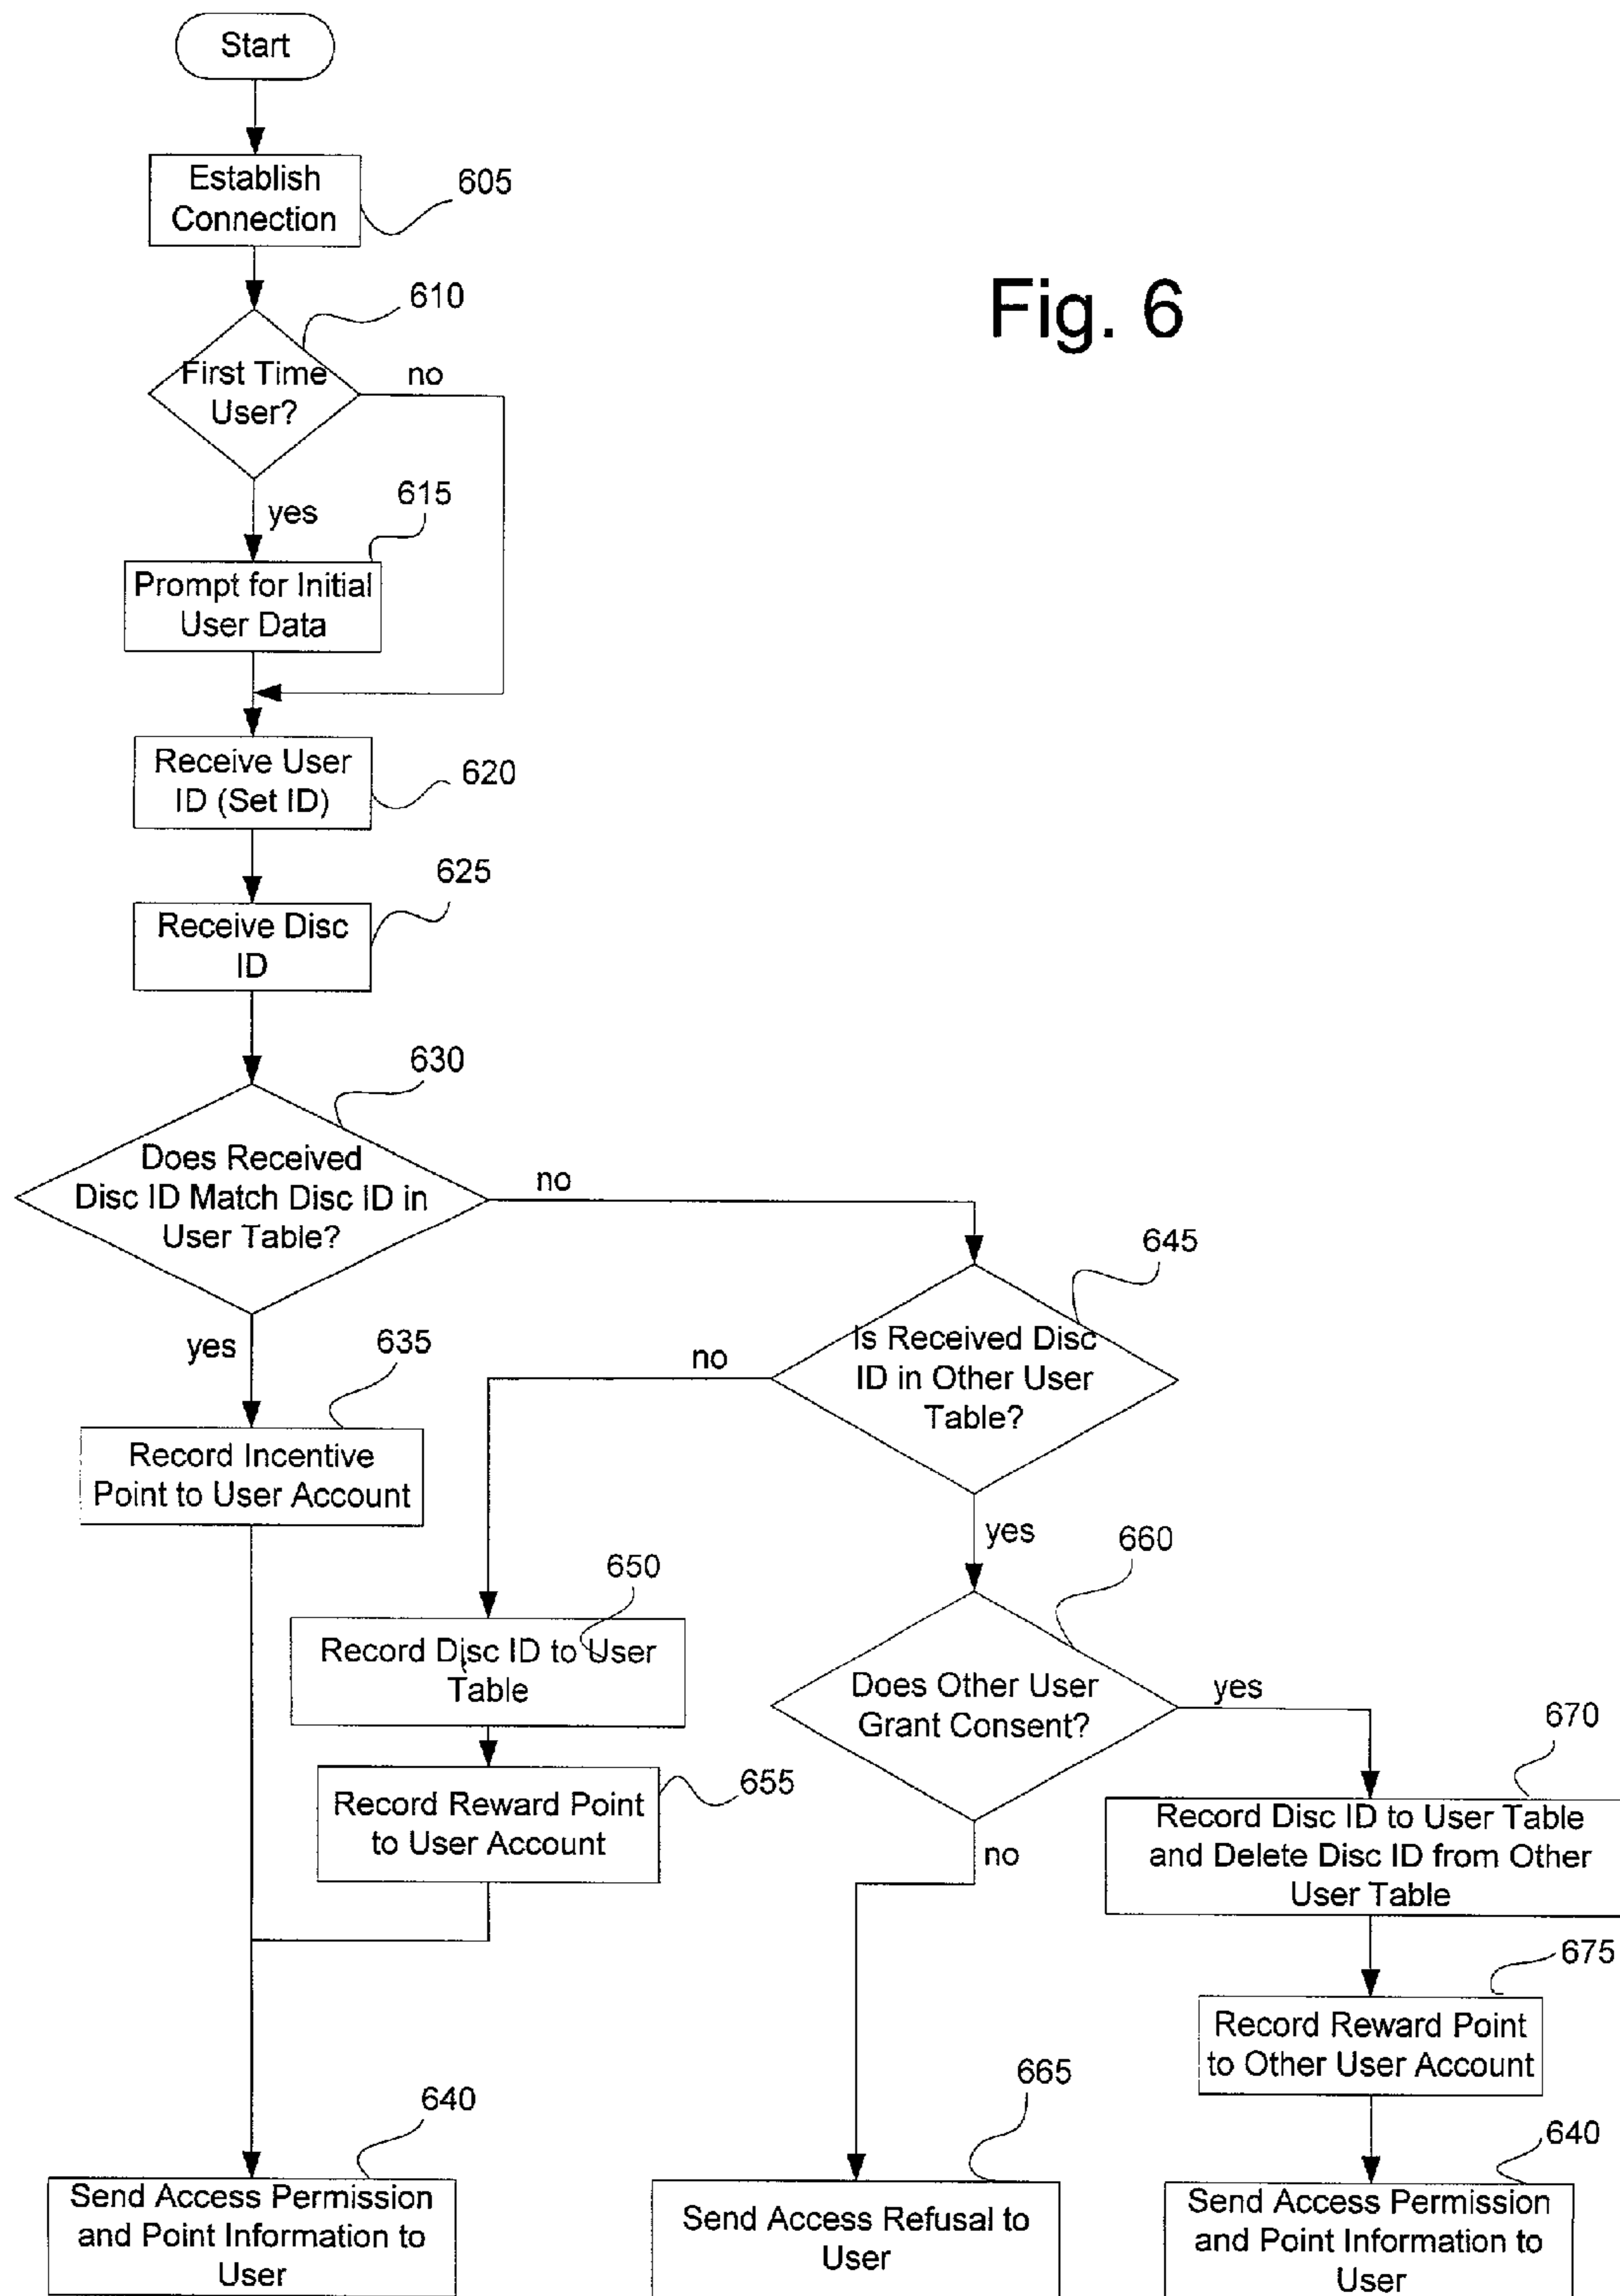 Start
Establish
Connection
605
Fig. 6
610
First Time
User?
no
yes
615
Prompt for Initial
User Data
Receive User
ID (Set ID)
620
625
Receive Disc
ID
630
Does Received
Disc ID Match Disc ID in
User Table?
no
yes
645
Is Received Disc
ID in Other User
Table?
no
yes
635
Record Incentive
Point to User Account
650
Record Disc ID to User
Table
655
Record Reward Point
to User Account
660
Does Other User
Grant Consent?
yes
no
670
Record Disc ID to User Table
and Delete Disc ID from Other
User Table
675
Record Reward Point
to Other User Account
640
Send Access Permission
and Point Information to
User
665
Send Access Refusal to
User
640
Send Access Permission
and Point Information to
User